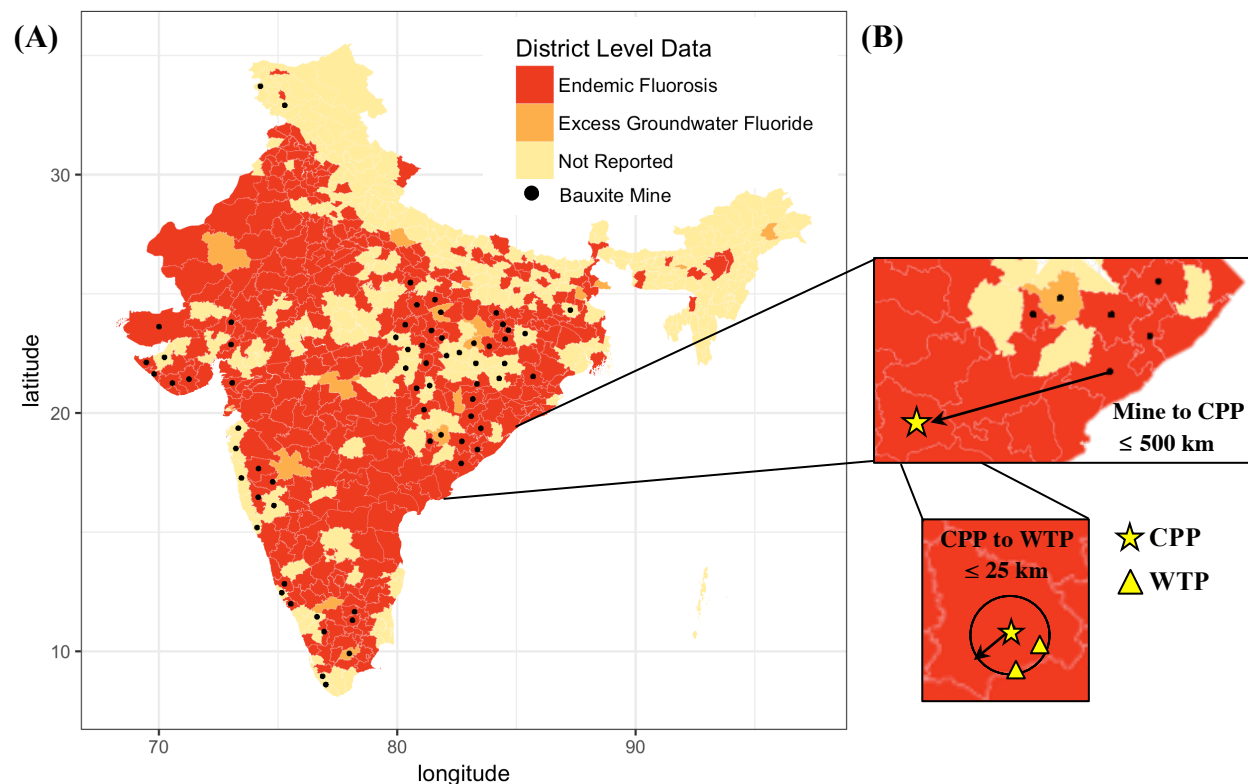 (A)
(B)
District Level Data
Endemic Fluorosis
Excess Groundwater Fluoride
Not Reported
Bauxite Mine
30
20
10
latitude
70
80
90
longitude
Mine to CPP
≤ 500 km
CPP to WTP
≤ 25 km
CPP
WTP